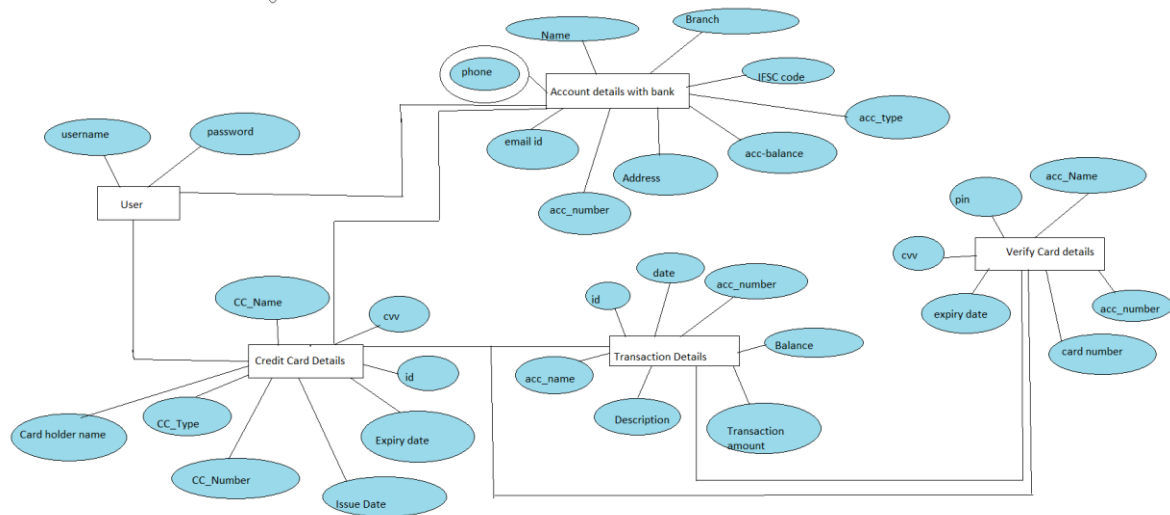 Branch
Name
phone
IFSC code
Account details with bank
acc_type
username
password
email id
acc-balance
Address
acc_number
User
acc_Name
pin
cvv
Verify Card details
expiry date
acc_number
card number
CC_Name
cvv
Credit Card Details
id
Card holder name
CC_Type
Expiry date
CC_Number
Issue Date
date
id
acc_number
Transaction Details
Balance
acc_name
Description
Transaction
amount